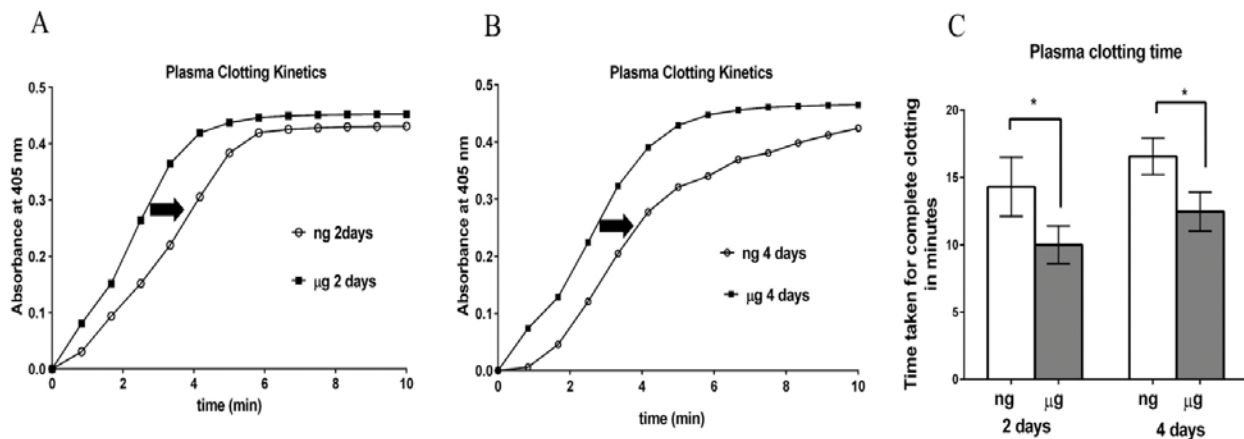 A
Plasma Clotting Kinetics
Absorbance at 405 nm
0.5
0.4
0.3
0.2
0.1
0.0
0
2
4
6
8
10
time (min)
ng 2days
μg 2 days
B
Plasma Clotting Kinetics
Absorbance at 405 nm
0.5
0.4
0.3
0.2
0.1
0.0
0
2
4
6
8
10
time (min)
ng 4 days
μg 4 days
C
Plasma clotting time
Time taken for complete clotting
in minutes
20
15
10
5
0
*
*
ng
μg
ng
μg
2 days
4 days